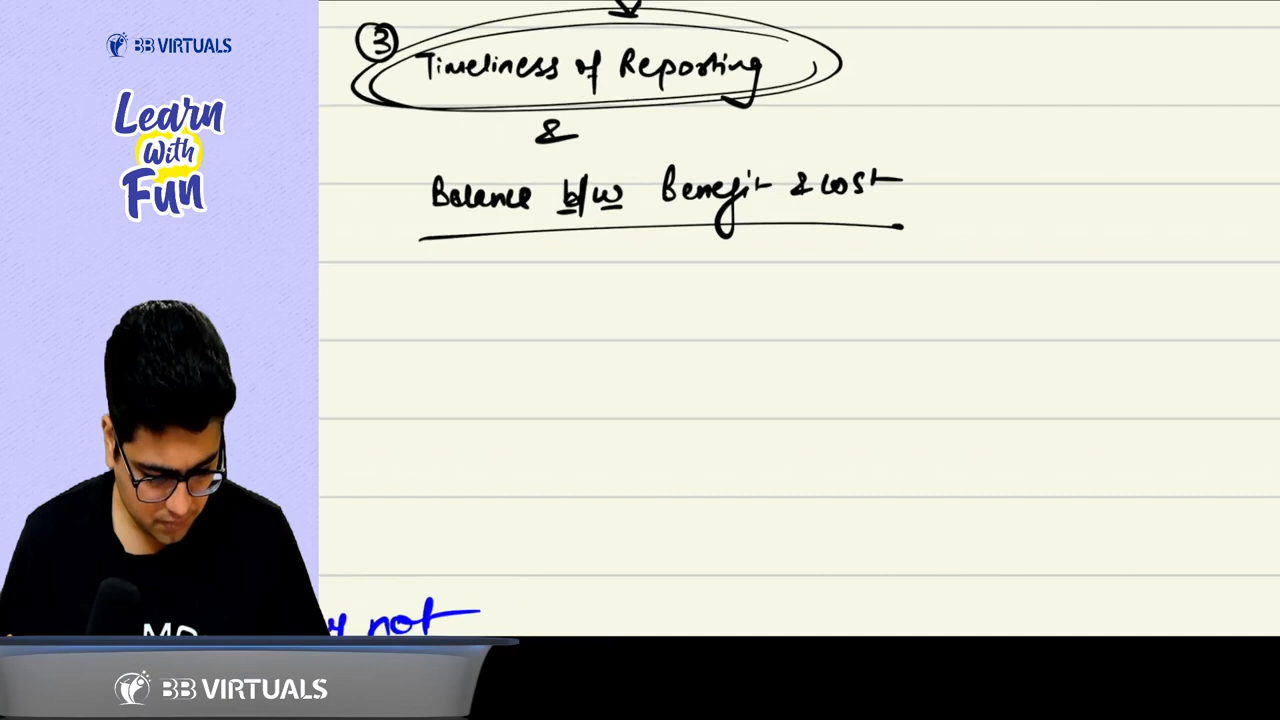 BB VIRTUALS
Learn
With
Fun
③
Timeliness of Reporting
&
Balance b/w Benefit & cost
not
BB VIRTUALS